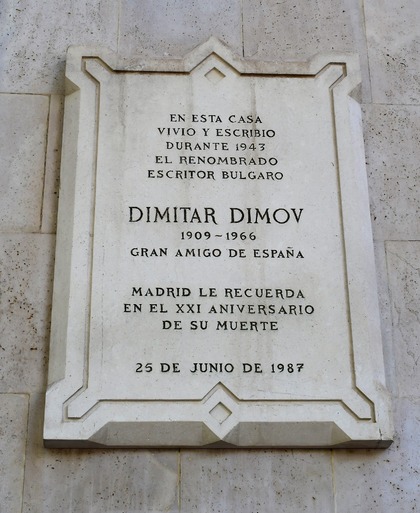 EN ESTA CASA
VIVIO Y ESCRIBIO
DURANTE 1943
EL RENOMBRADO
ESCRITOR BULGARO
DIMITAR DIMOV
1909-1966
GRAN AMIGO DE ESPAÑA
MADRID LE RECUERDA
EN EL XXI ANIVERSARIO
DE SU MUERTE
25 DE JUNIO DE 1987